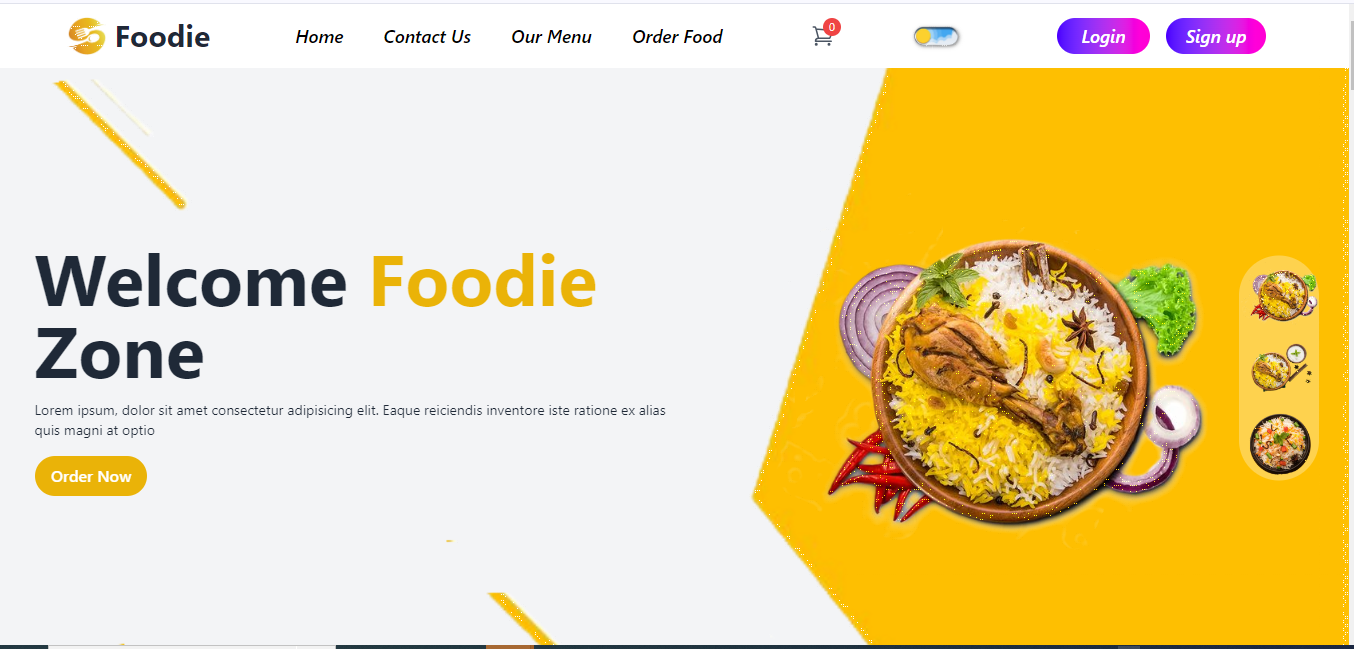 Foodie
Home
Contact Us
Our Menu
Order Food
0
Login
Sign up
Welcome Foodie
Zone
Lorem ipsum, dolor sit amet consectetur adipisicing elit. Eaque reiciendis inventore iste ratione ex alias
quis magni at optio
Order Now